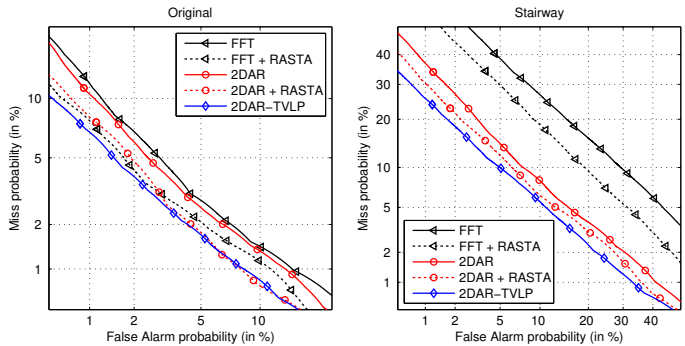 Original
Miss probability (in %)
10
5
2
1
FFT
FFT + RASTA
2DAR
2DAR + RASTA
2DAR−TVLP
1 2 5 10
False Alarm probability (in %)
Stairway
Miss probability (in %)
40
30
20
10
5
2
1
FFT
FFT + RASTA
2DAR
2DAR + RASTA
2DAR−TVLP
1 2 5 10 20 30 40
False Alarm probability (in %)